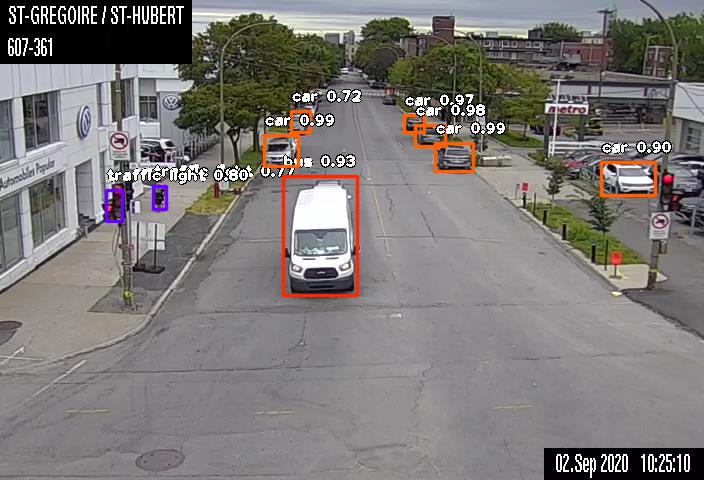 ST-GREGOIRE / ST-HUBERT
607-361
car 0.72
car 0.97
car 0.98
car 0.99
car 0.99
car 0.90
bus 0.93
traffic light 0.80
0.77
metro
Automobiles Popular
02.Sep 2020 10:25:10